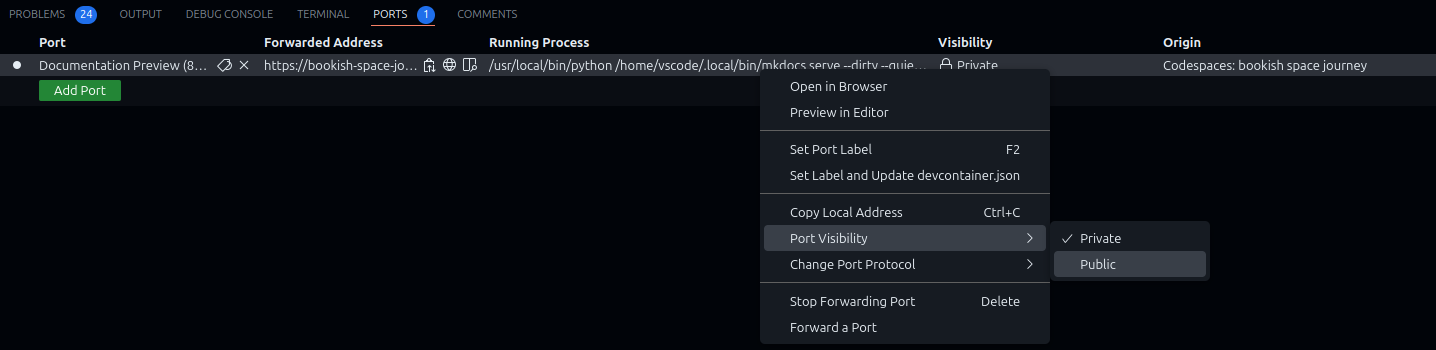 PROBLEMS 24 OUTPUT DEBUG CONSOLE TERMINAL PORTS 1 COMMENTS
Port Forwarded Address Running Process Visibility Origin
Documentation Preview (8... https://bookish-space-jo... /usr/local/bin/python /home/vscode/.local/bin/mkdocs serve --dirty --quie... Private Codespaces: bookish space journey
Add Port
Open in Browser
Preview in Editor
Set Port Label F2
Set Label and Update devcontainer.json
Copy Local Address Ctrl+C
Port Visibility
Private
Public
Change Port Protocol
Stop Forwarding Port Delete
Forward a Port